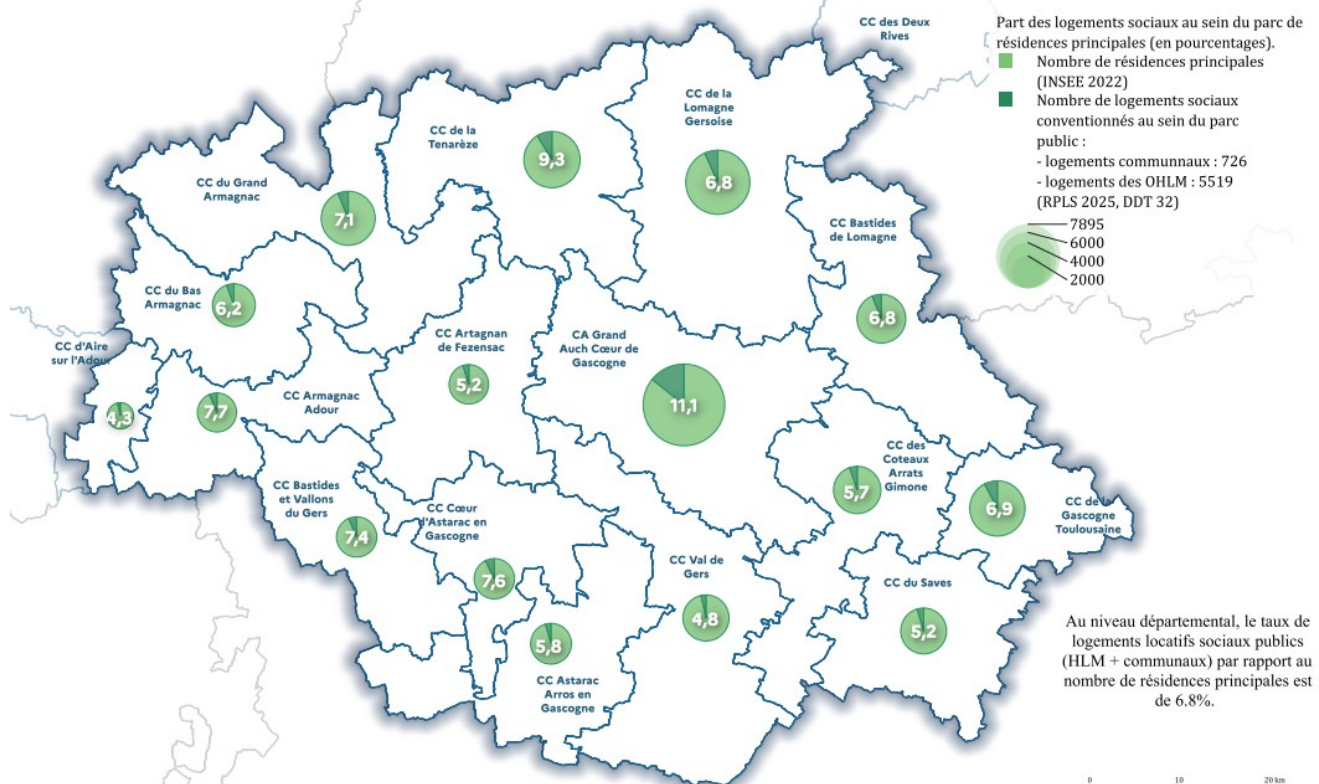 CC des Deux
Rives
Part des logements sociaux au sein du parc de
résidences principales (en pourcentages).
Nombre de résidences principales
(INSEE 2022)
Nombre de logements sociaux
conventionnés au sein du parc
public :
- logements communnaux : 726
- logements des OHLM : 5519
(RPLS 2025, DDT 32)
7895
6000
4000
2000
CC de la
Lomagne
Gersoise
6,8
CC de la
Tenarèze
9,3
CC du Grand
Armagnac
7,1
CC Bastides
de Lomagne
6,8
CC du Bas
Armagnac
6,2
CC Artagnan
de Fezensac
5,2
CA Grand
Auch Cœur de
Gascogne
11,1
CC d'Aire
sur l'Adour
4,3
7,7
CC Armagnac
Adour
CC des
Coteaux
Arrats
Gimone
5,7
CC de la
Gascogne
Toulousaine
6,9
CC Bastides
et Vallons
du Gers
7,4
CC Cœur
d'Astarac en
Gascogne
7,6
CC Val de
Gers
4,8
CC du Saves
5,2
5,8
CC Astarac
Arros en
Gascogne
Au niveau départemental, le taux de
logements locatifs sociaux publics
(HLM + communaux) par rapport au
nombre de résidences principales est
de 6.8%.
0 10 20 km